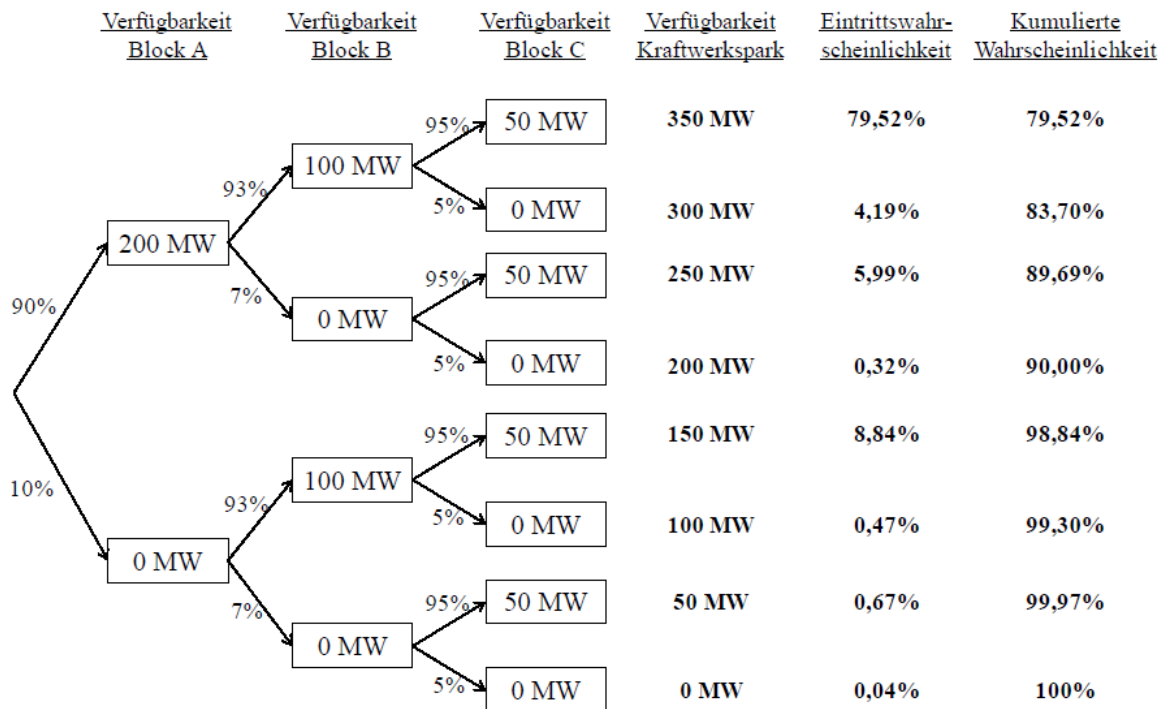 Verfügbarkeit Verfügbarkeit Verfügbarkeit Verfügbarkeit Eintrittswahr- Kumulierte
Block A Block B Block C Kraftwerkspark scheinlichkeit Wahrscheinlichkeit
95% 50 MW 350 MW 79,52% 79,52%
100 MW
93%
5% 0 MW 300 MW 4,19% 83,70%
200 MW
95% 50 MW 250 MW 5,99% 89,69%
7%
90%
0 MW
5% 0 MW 200 MW 0,32% 90,00%
95% 50 MW 150 MW 8,84% 98,84%
100 MW
10%
93%
5% 0 MW 100 MW 0,47% 99,30%
0 MW
95% 50 MW 50 MW 0,67% 99,97%
7%
0 MW
5% 0 MW 0 MW 0,04% 100%